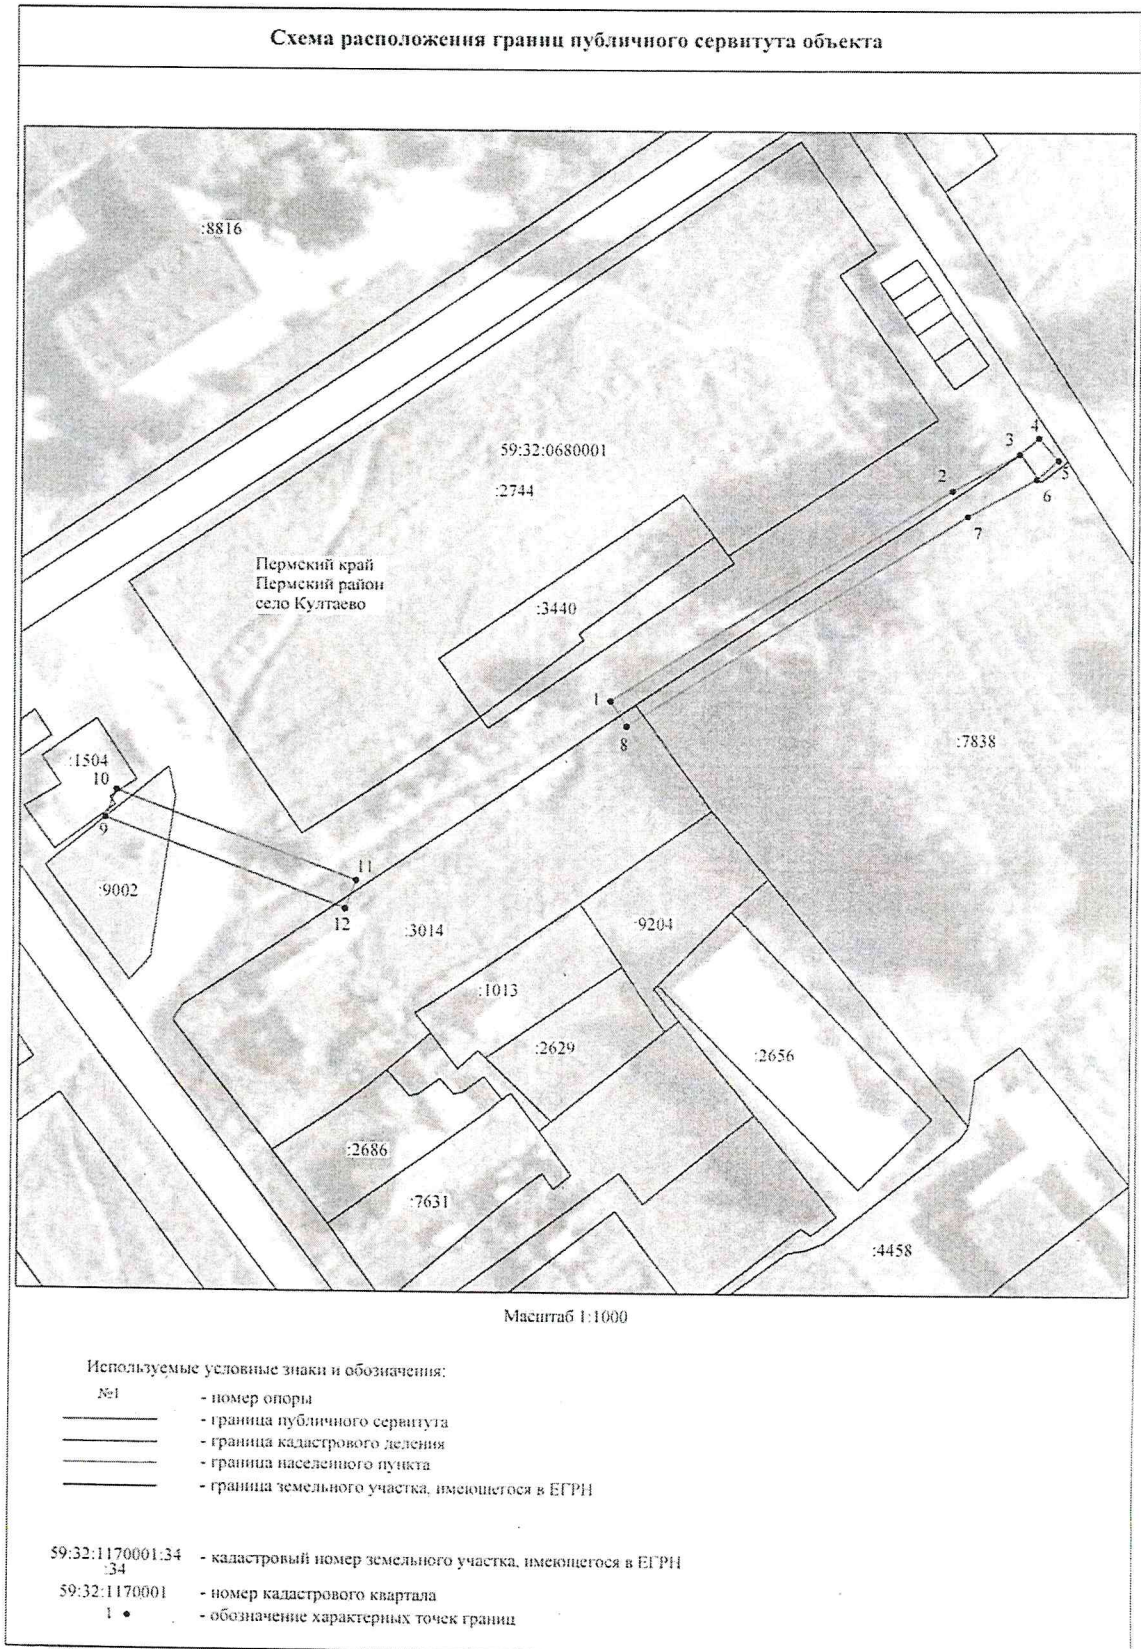 Схема расположения границ публичного сервитута объекта
:8816
59:32:0680001
:2744
Пермский край
Пермский район
село Култаево
:3440
4
3
2
5
6
7
1
8
:7838
:1504
10
9
:9002
11
12
:3014
:9204
:1013
:2629
:2656
:2686
:7631
:4458
Масштаб 1:1000
Используемые условные знаки и обозначения:
№1 - номер опоры
- граница публичного сервитута
- граница кадастрового деления
- граница населенного пункта
- граница земельного участка, имеющегося в ЕГРН
59:32:1170001:34 - кадастровый номер земельного участка, имеющегося в ЕГРН
:34
59:32:1170001 - номер кадастрового квартала
1 - обозначение характерных точек границ